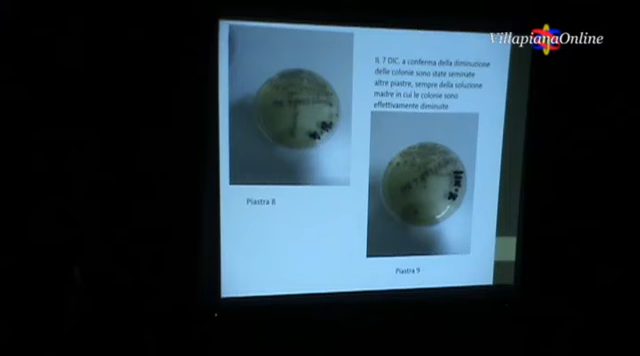 VillapianaOnline
IL 7 DIC. a conferma della diminuzione
delle colonie sono state seminate
altre piastre, sempre della soluzione
madre in cui le colonie sono
effettivamente diminuite
Piastra 8
Piastra 9